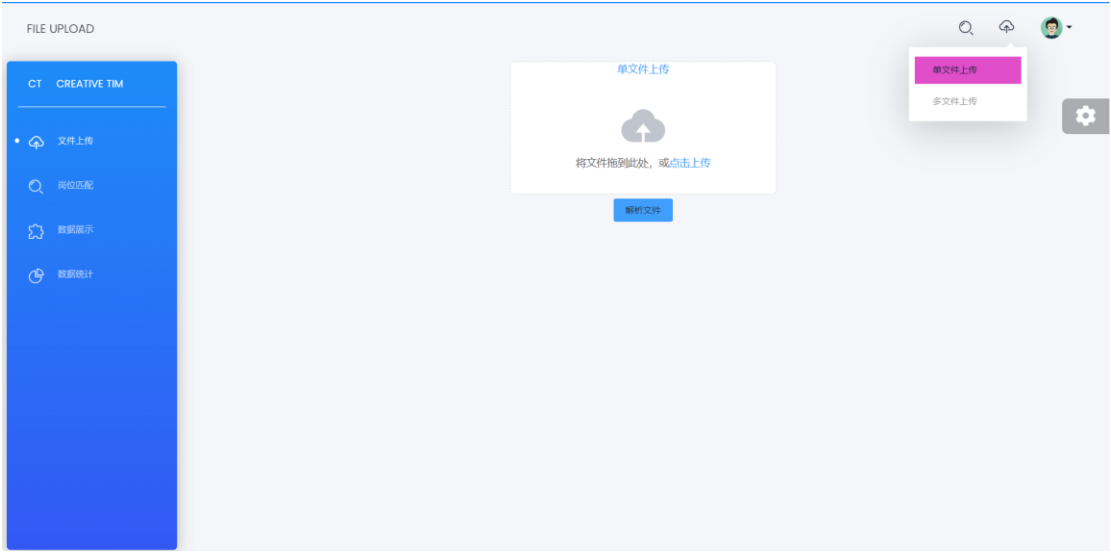 FILE UPLOAD
CT CREATIVE TIM
文件上传
岗位匹配
数据展示
数据统计
单文件上传
将文件拖到此处，或点击上传
解析文件
单文件上传
多文件上传